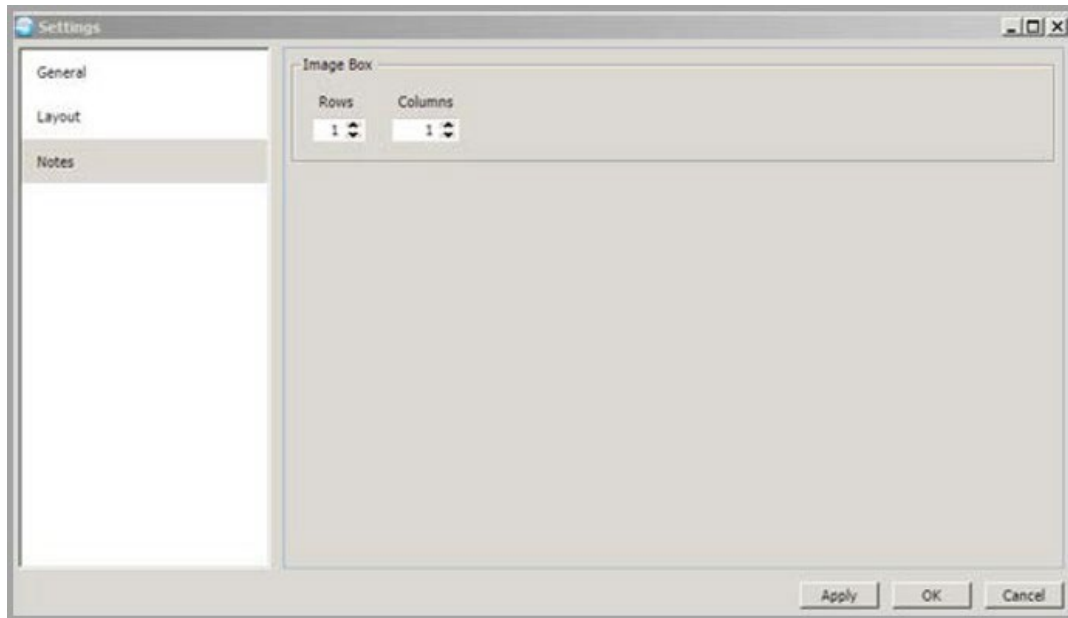 Settings
General
Layout
Notes
Image Box
Rows Columns
1 1
Apply OK Cancel